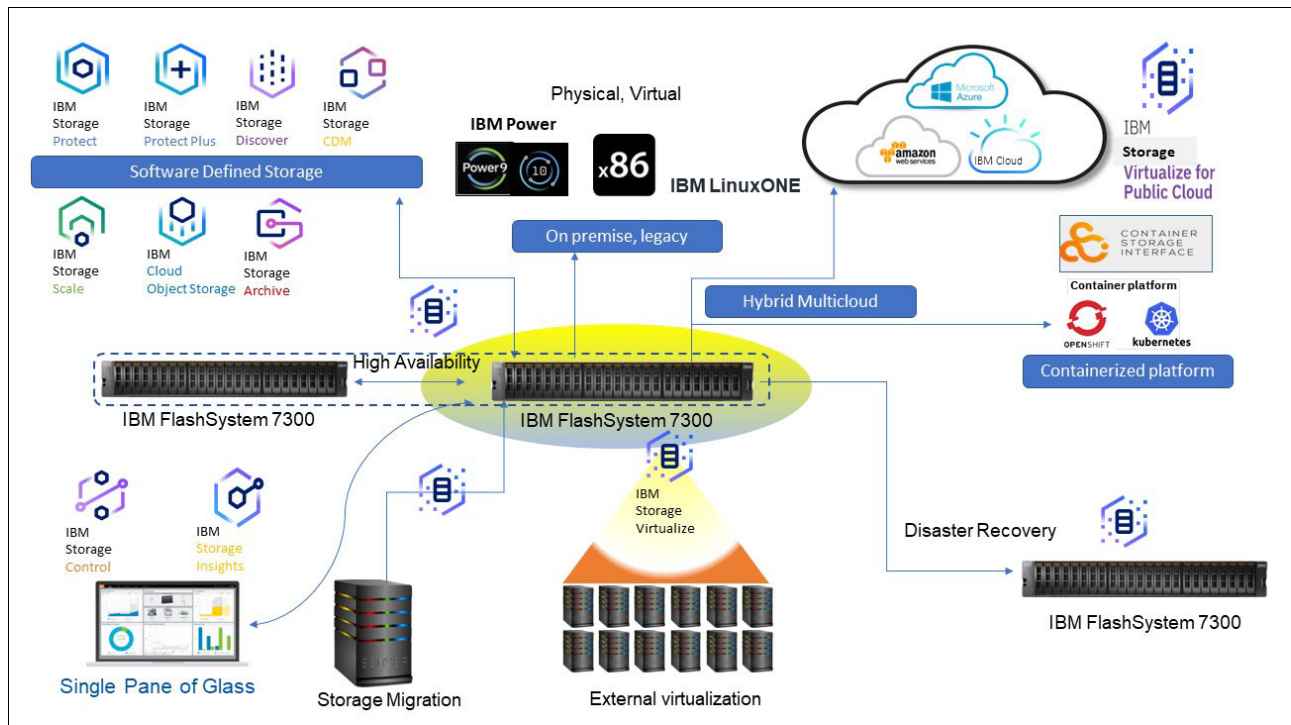 IBM
Storage
Protect
IBM
Storage
Protect Plus
IBM
Storage
Discover
IBM
Storage
CDM
Software Defined Storage
IBM
Storage
Scale
IBM
Cloud
Object Storage
IBM
Storage
Archive
Physical, Virtual
IBM Power
Power9
10
x86
IBM LinuxONE
On premise, legacy
Microsoft
Azure
amazon
web services
IBM Cloud
IBM
Storage
Virtualize for
Public Cloud
CONTAINER
STORAGE
INTERFACE
Hybrid Multicloud
Container platform
OPENSHIFT
kubernetes
Containerized platform
High Availability
IBM FlashSystem 7300
IBM FlashSystem 7300
IBM
Storage
Control
IBM
Storage
Insights
Single Pane of Glass
SERVER
Storage Migration
IBM
Storage
Virtualize
External virtualization
Disaster Recovery
IBM FlashSystem 7300